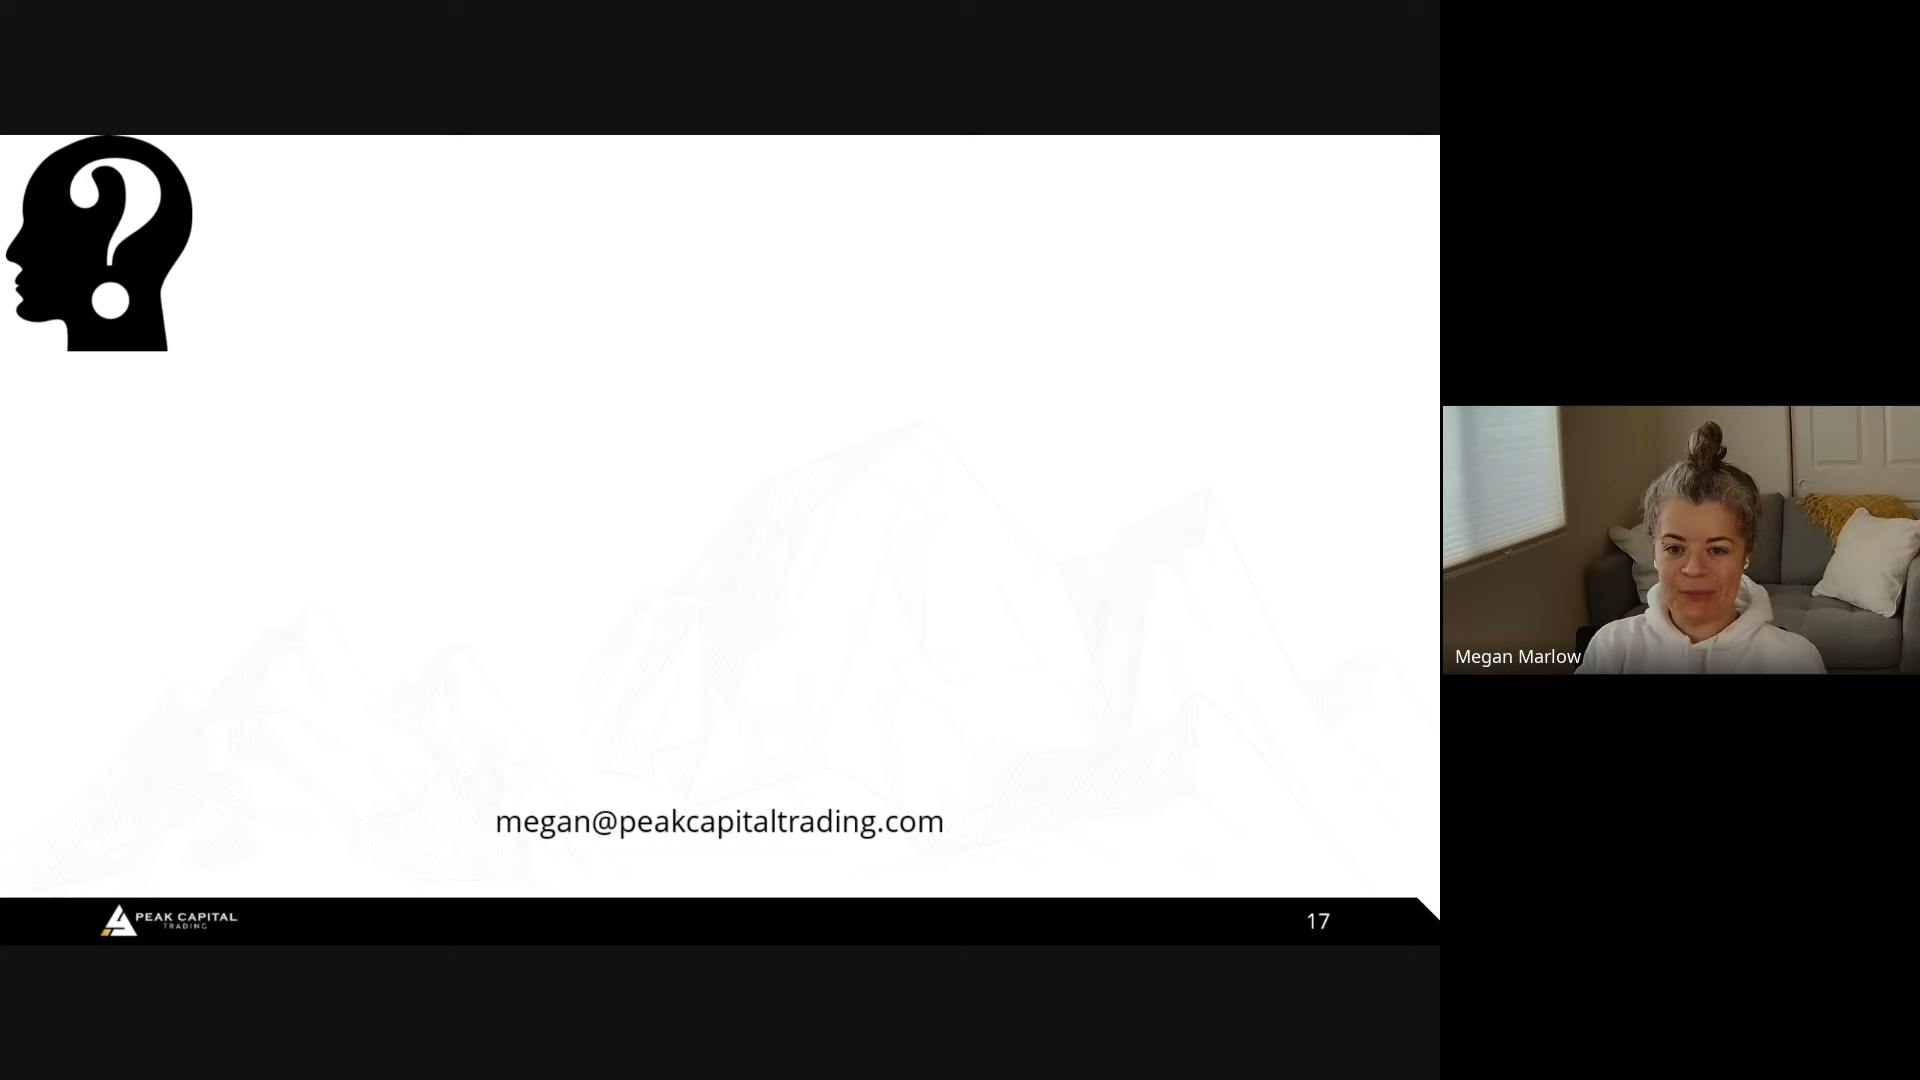 ?
megan@peakcapitaltrading.com
PEAK CAPITAL
TRADING
17
Megan Marlow